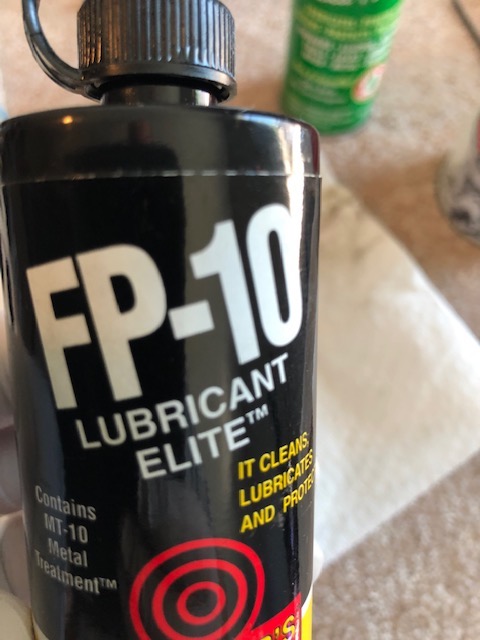 FP-10
LUBRICANT
ELITE™
IT CLEANS,
LUBRICATES
AND
Contains
MT-10
Metal
Treatment™